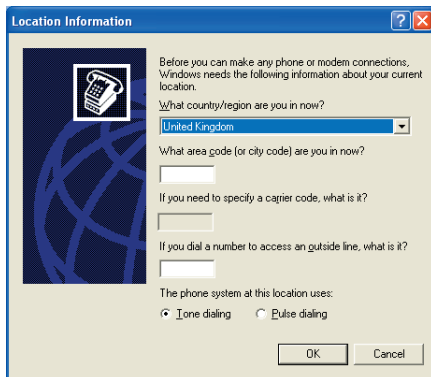 Location Information
Before you can make any phone or modem connections,
Windows needs the following information about your current
location.
What country/region are you in now?
United Kingdom
What area code (or city code) are you in now?
If you need to specify a carrier code, what is it?
If you dial a number to access an outside line, what is it?
The phone system at this location uses:
Tone dialing Pulse dialing
OK Cancel